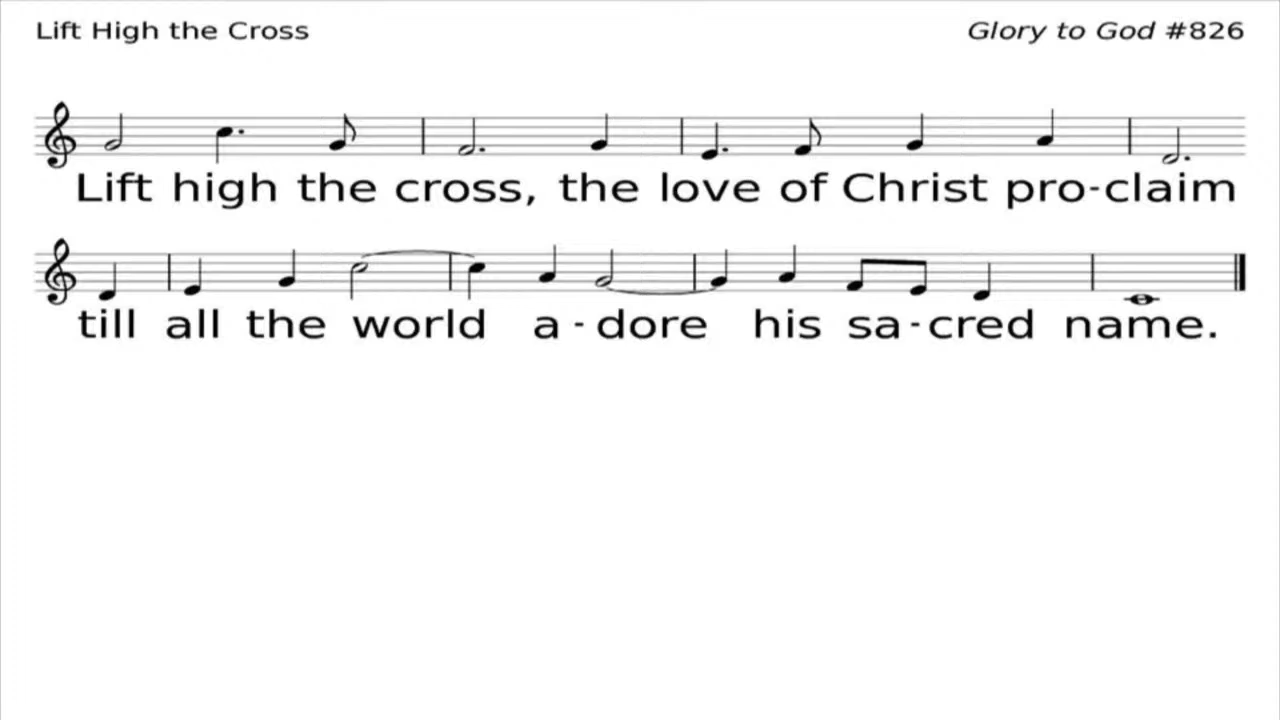 Lift High the Cross
Glory to God #826
Lift high the cross, the love of Christ pro-claim
till all the world a-dore his sa-cred name.